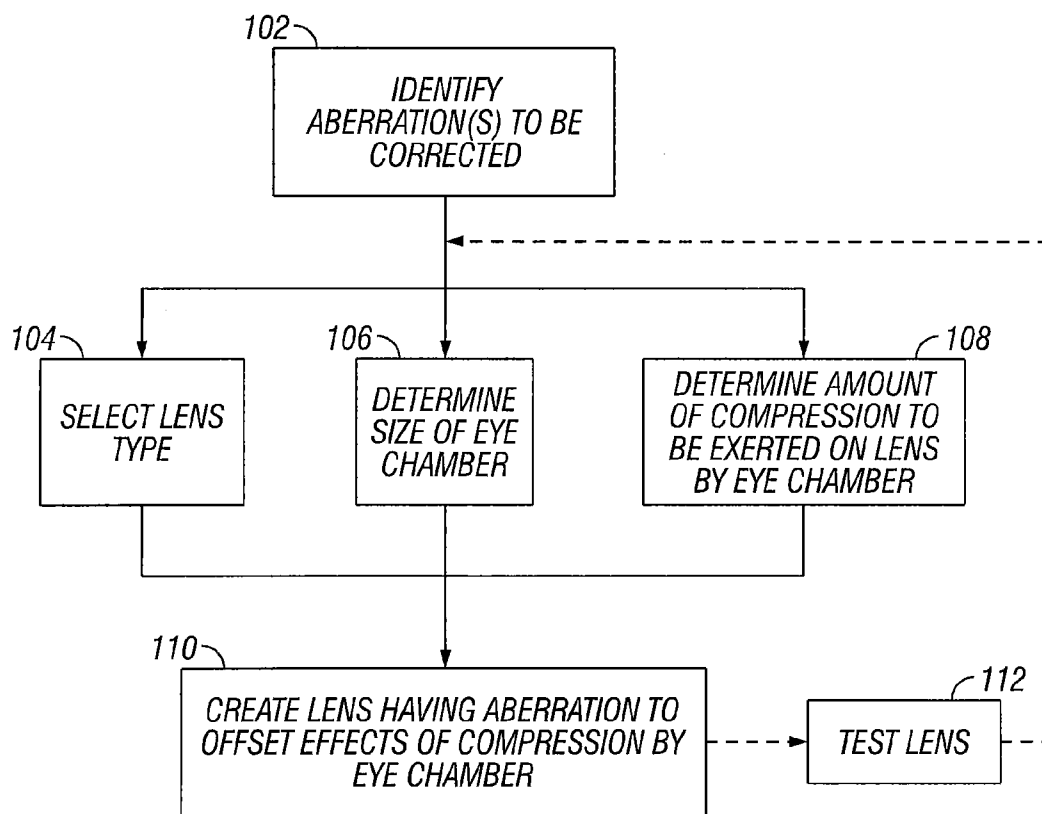 102
IDENTIFY
ABERRATION(S) TO BE
CORRECTED
104
SELECT LENS
TYPE
106
DETERMINE
SIZE OF EYE
CHAMBER
108
DETERMINE AMOUNT
OF COMPRESSION TO
BE EXERTED ON LENS
BY EYE CHAMBER
110
CREATE LENS HAVING ABERRATION TO
OFFSET EFFECTS OF COMPRESSION BY
EYE CHAMBER
112
TEST LENS